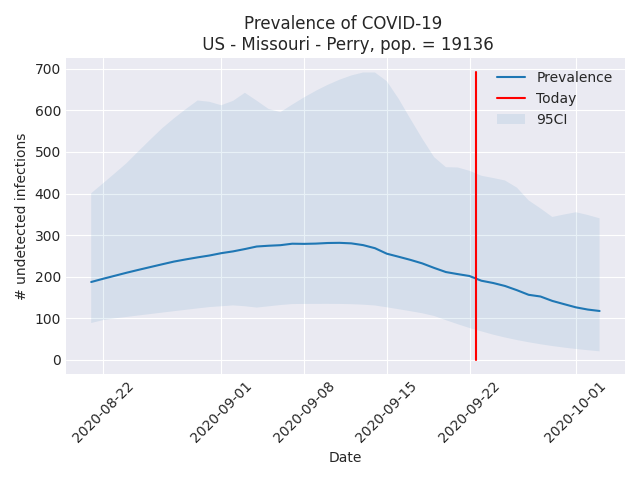 Prevalence of COVID-19
US - Missouri - Perry, pop. = 19136
700
600
500
400
300
200
100
0
# undetected infections
Prevalence
Today
95CI
2020-08-22
2020-09-01
2020-09-08
2020-09-15
2020-09-22
2020-10-01
Date